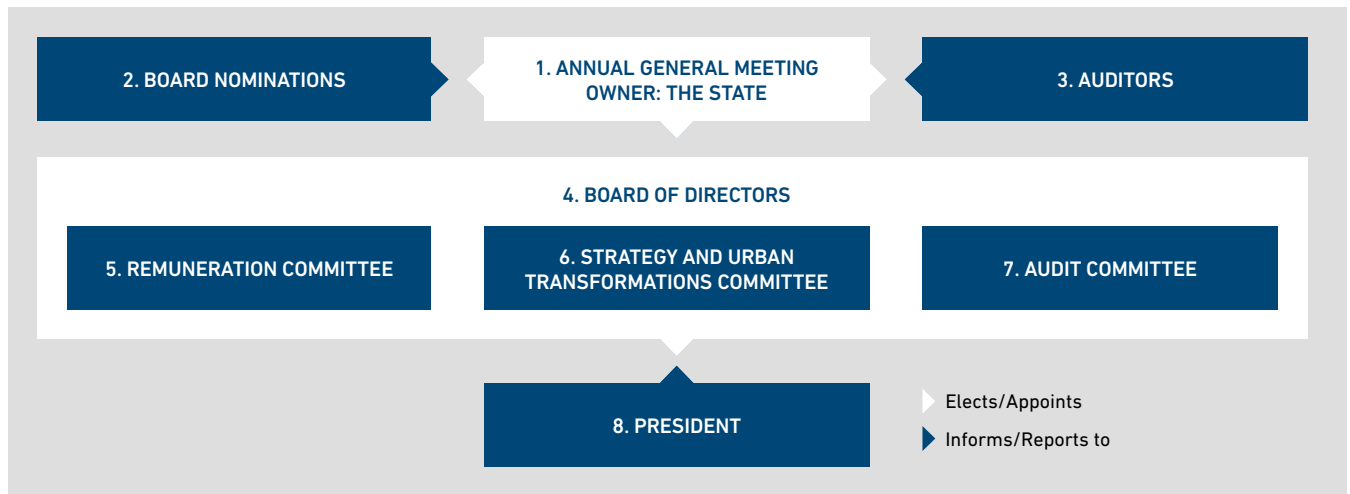 2. BOARD NOMINATIONS
1. ANNUAL GENERAL MEETING
OWNER: THE STATE
3. AUDITORS
4. BOARD OF DIRECTORS
5. REMUNERATION COMMITTEE
6. STRATEGY AND URBAN
TRANSFORMATIONS COMMITTEE
7. AUDIT COMMITTEE
8. PRESIDENT
Elects/Appoints
Informs/Reports to